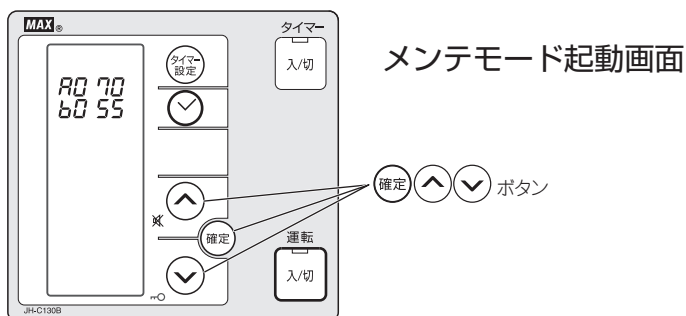 MAX®
タイマー
メンテモード起動画面
タイマー
設定
入/切
A0 70
b0 55
確定
ボタン
確定
運転
入/切
JH-C130B